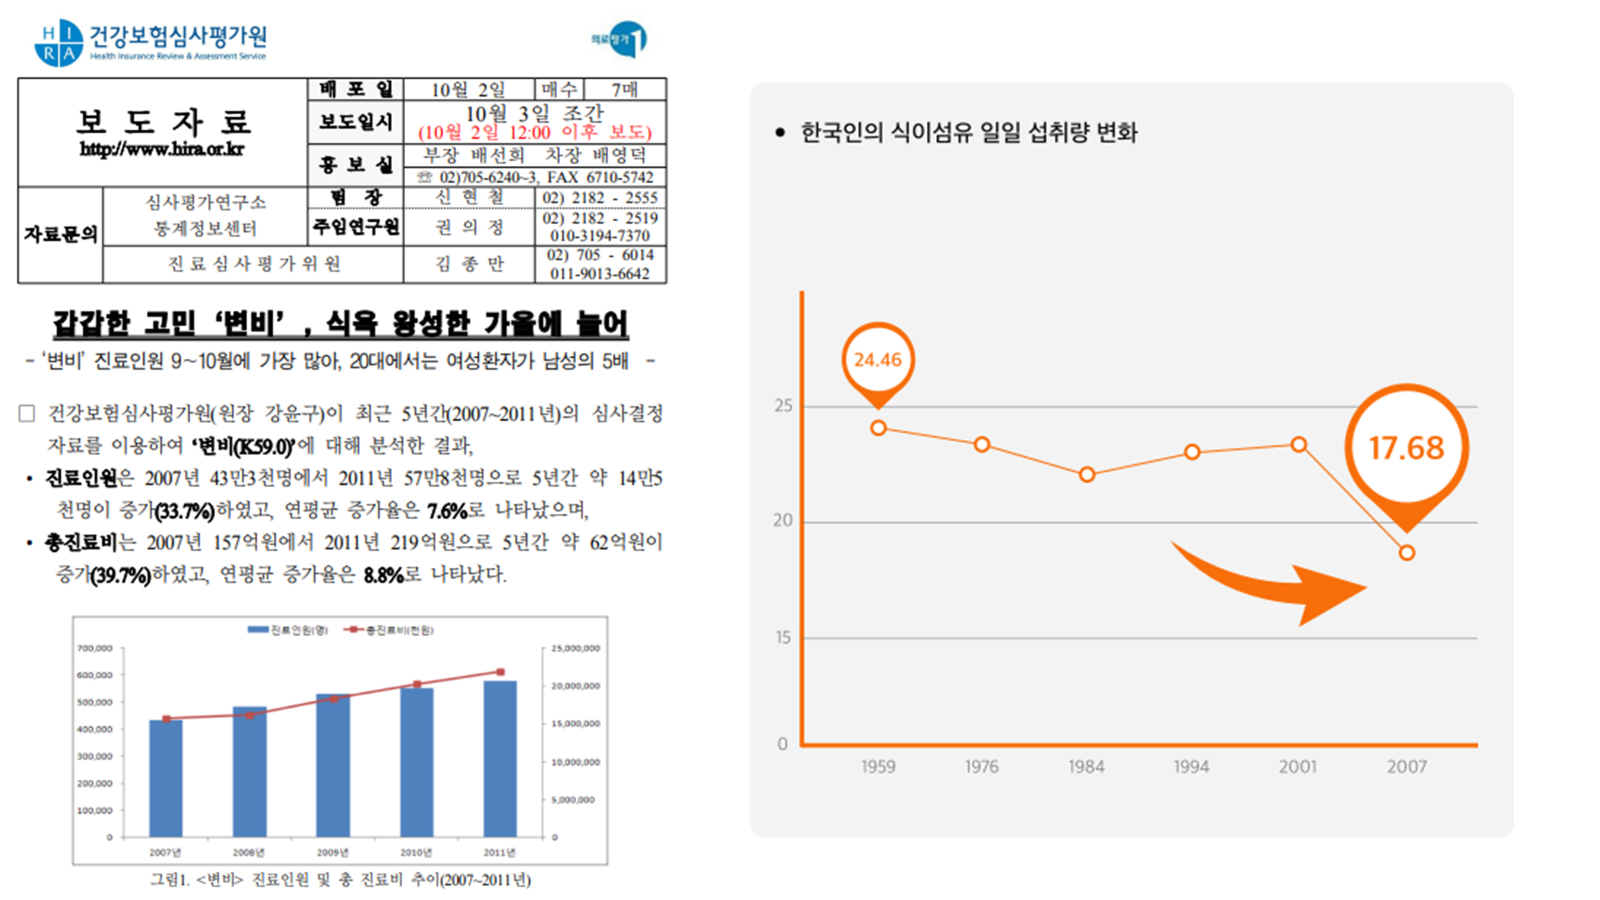 HIRA 건강보험심사평가원
Health Insurance Review & Assessment Service
의료평가1
보 도 자 료
http://www.hira.or.kr
배 포 일 10월 2일 매수 7매
보도일시 10월 3일 조간
(10월 2일 12:00 이후 보도)
홍 보 실 부장 배선희 차장 배영덕
☏ 02)705-6240~3, FAX 6710-5742
자료문의
심사평가연구소
통계정보센터
팀 장 신 현 철 02) 2182 - 2555
주임연구원 권 의 정 02) 2182 - 2519
010-3194-7370
진료심사평가위원 김 종 만 02) 705 - 6014
011-9013-6642
갑갑한 고민 ‘변비’ , 식욕 왕성한 가을에 늘어
- ‘변비’ 진료인원 9~10월에 가장 많아, 20대에서는 여성환자가 남성의 5배 -
□ 건강보험심사평가원(원장 강윤구)이 최근 5년간(2007~2011년)의 심사결정
자료를 이용하여 ‘변비(K59.0)’에 대해 분석한 결과,
• 진료인원은 2007년 43만3천명에서 2011년 57만8천명으로 5년간 약 14만5
천명이 증가(33.7%)하였고, 연평균 증가율은 7.6%로 나타났으며,
• 총진료비는 2007년 157억원에서 2011년 219억원으로 5년간 약 62억원이
증가(39.7%)하였고, 연평균 증가율은 8.8%로 나타났다.
진료인원(명) 총진료비(천원)
700,000
600,000
500,000
400,000
300,000
200,000
100,000
0
25,000,000
20,000,000
15,000,000
10,000,000
5,000,000
0
2007년 2008년 2009년 2010년 2011년
그림1. <변비> 진료인원 및 총 진료비 추이(2007~2011년)
• 한국인의 식이섬유 일일 섭취량 변화
24.46
17.68
25
20
15
0
1959 1976 1984 1994 2001 2007